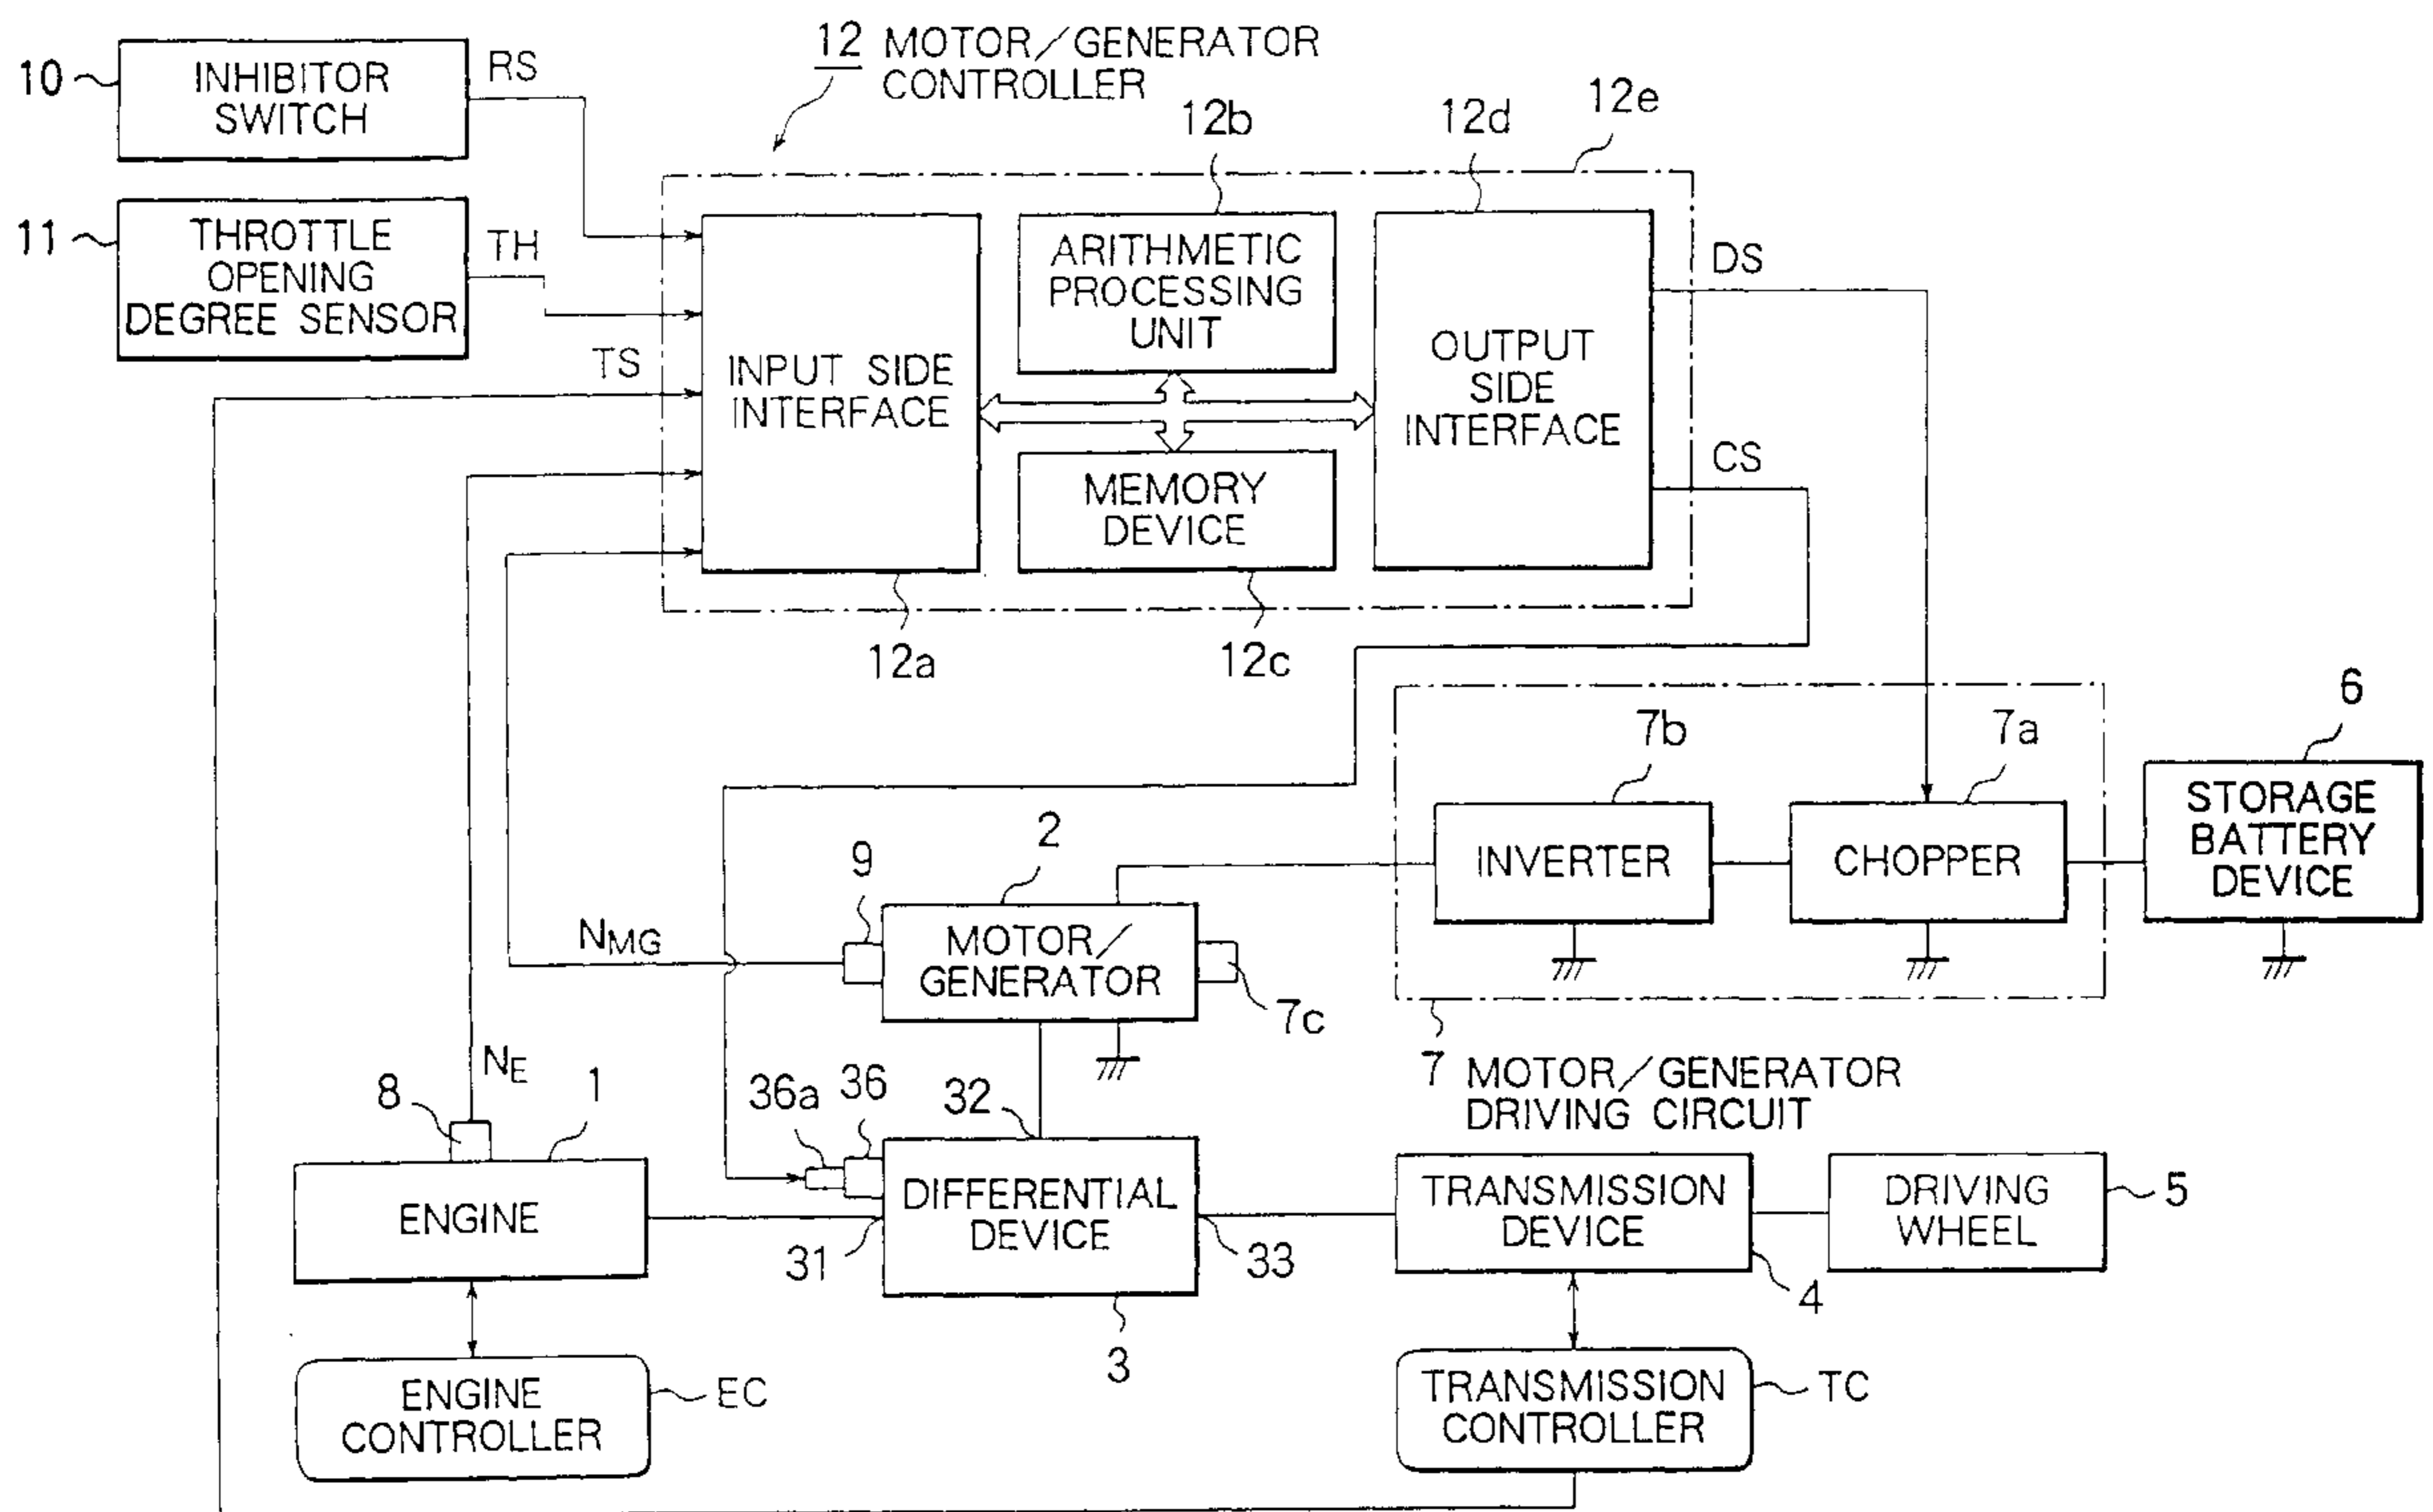 12 MOTOR/GENERATOR
CONTROLLER
10
INHIBITOR
SWITCH
RS
12b
12d
12e
11
THROTTLE
OPENING
DEGREE SENSOR
TH
TS
INPUT SIDE
INTERFACE
ARITHMETIC
PROCESSING
UNIT
MEMORY
DEVICE
OUTPUT
SIDE
INTERFACE
DS
CS
12a
12c
7b
7a
6
INVERTER
CHOPPER
STORAGE
BATTERY
DEVICE
2
9
NMG
MOTOR/
GENERATOR
7c
7 MOTOR/GENERATOR
DRIVING CIRCUIT
NE
8
1
36a
36
32
ENGINE
31
DIFFERENTIAL
DEVICE
33
3
TRANSMISSION
DEVICE
4
DRIVING
WHEEL
5
ENGINE
CONTROLLER
EC
TRANSMISSION
CONTROLLER
TC